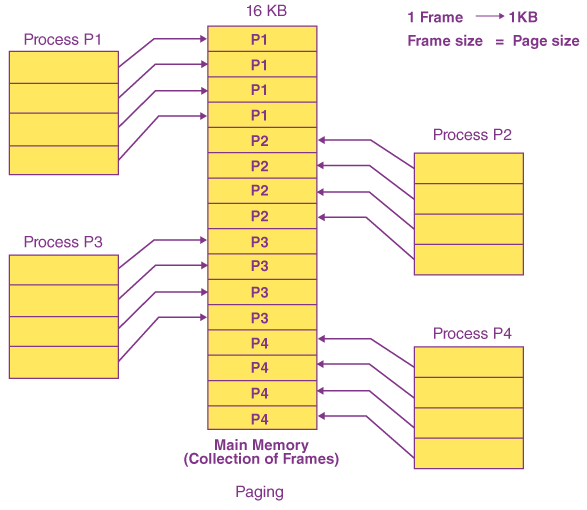 16 KB
1 Frame → 1KB
Frame size = Page size
Process P1
P1
P1
P1
P1
P2
P2
P2
P2
P3
P3
P3
P3
P4
P4
P4
P4
Process P2
Process P3
Process P4
Main Memory
(Collection of Frames)
Paging